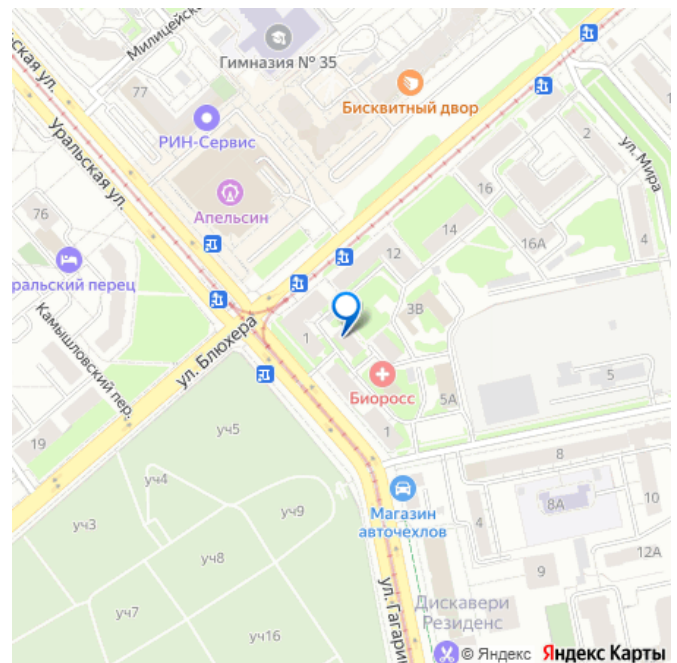 Милицейск
Гимназия № 35
ская ул.
77
Бисквитный двор
2
РИН-Сервис
ул. Мира
Уральская ул.
16
Апельсин
76
14
16А
4
12
ральский перец
3В
Камышловский пер.
ул. Блюхера
1
5
Биоросс
5А
уч5
1
19
8
уч4
Магазин
авточехлов
8А
10
уч3
уч9
4
12А
уч8
9
ул. Гагарин
Дискавери
Резиденс
уч7
уч16
© Яндекс Яндекс Карты